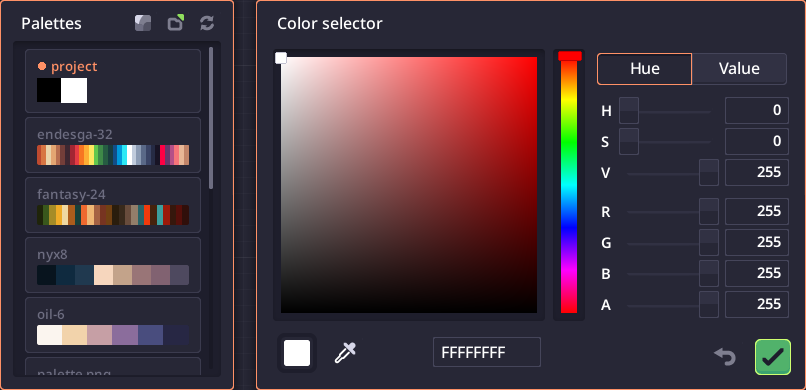 Palettes
project
endesga-32
fantasy-24
nyx8
oil-6
palette.png
Color selector
Hue
Value
H 0
S 0
V 255
R 255
G 255
B 255
A 255
FFFFFFFF